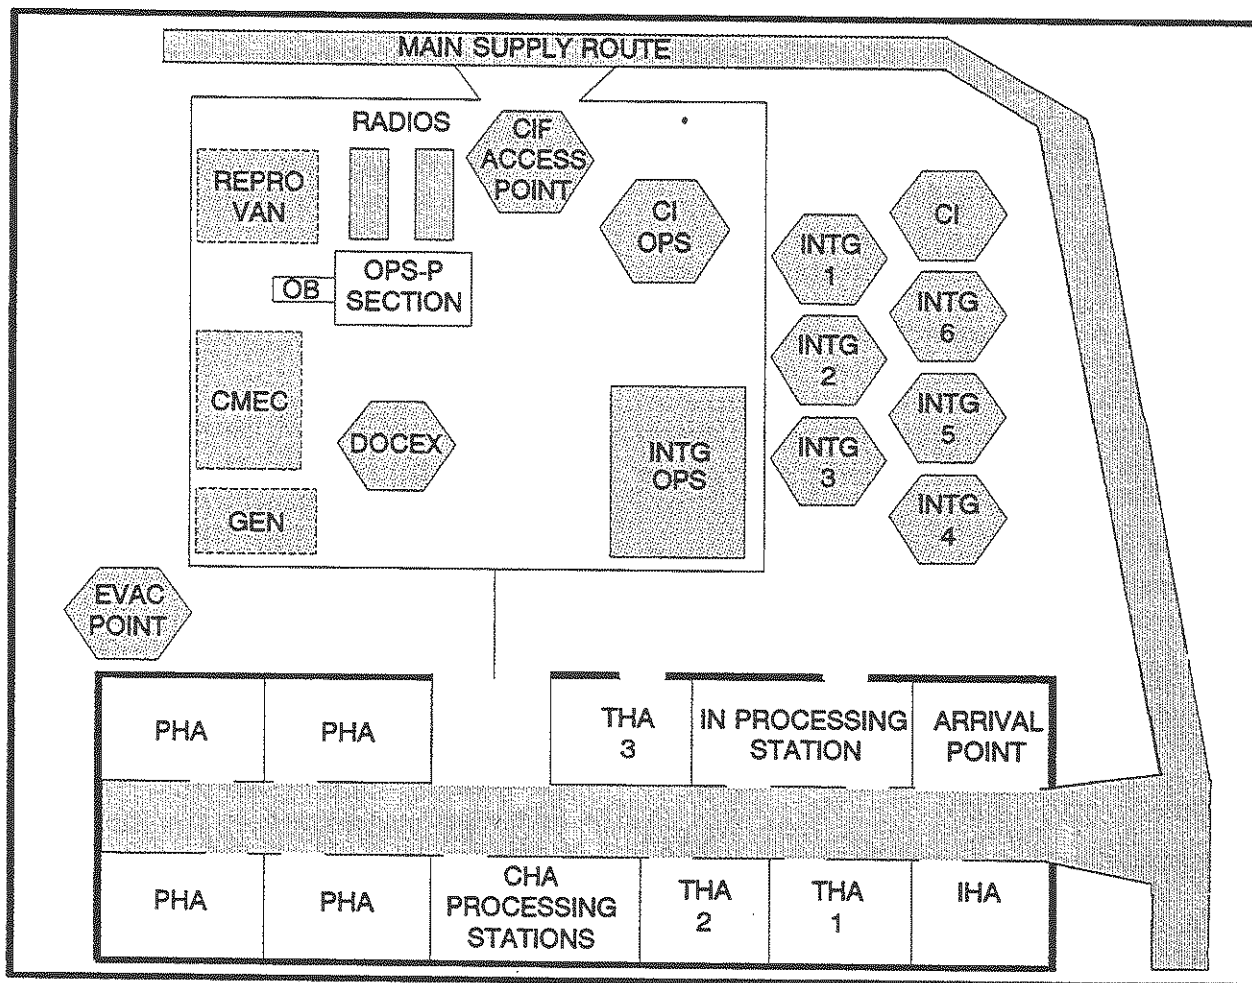 MAIN SUPPLY ROUTE
RADIOS
CIF
ACCESS
POINT
REPRO
VAN
CI
OPS
CI
INTG
1
OPS-P
SECTION
OB
INTG
6
INTG
2
CMEC
DOCEX
INTG
OPS
INTG
5
INTG
3
GEN
INTG
4
EVAC
POINT
PHA
PHA
THA
3
IN PROCESSING
STATION
ARRIVAL
POINT
PHA
PHA
CHA
PROCESSING
STATIONS
THA
2
THA
1
IHA